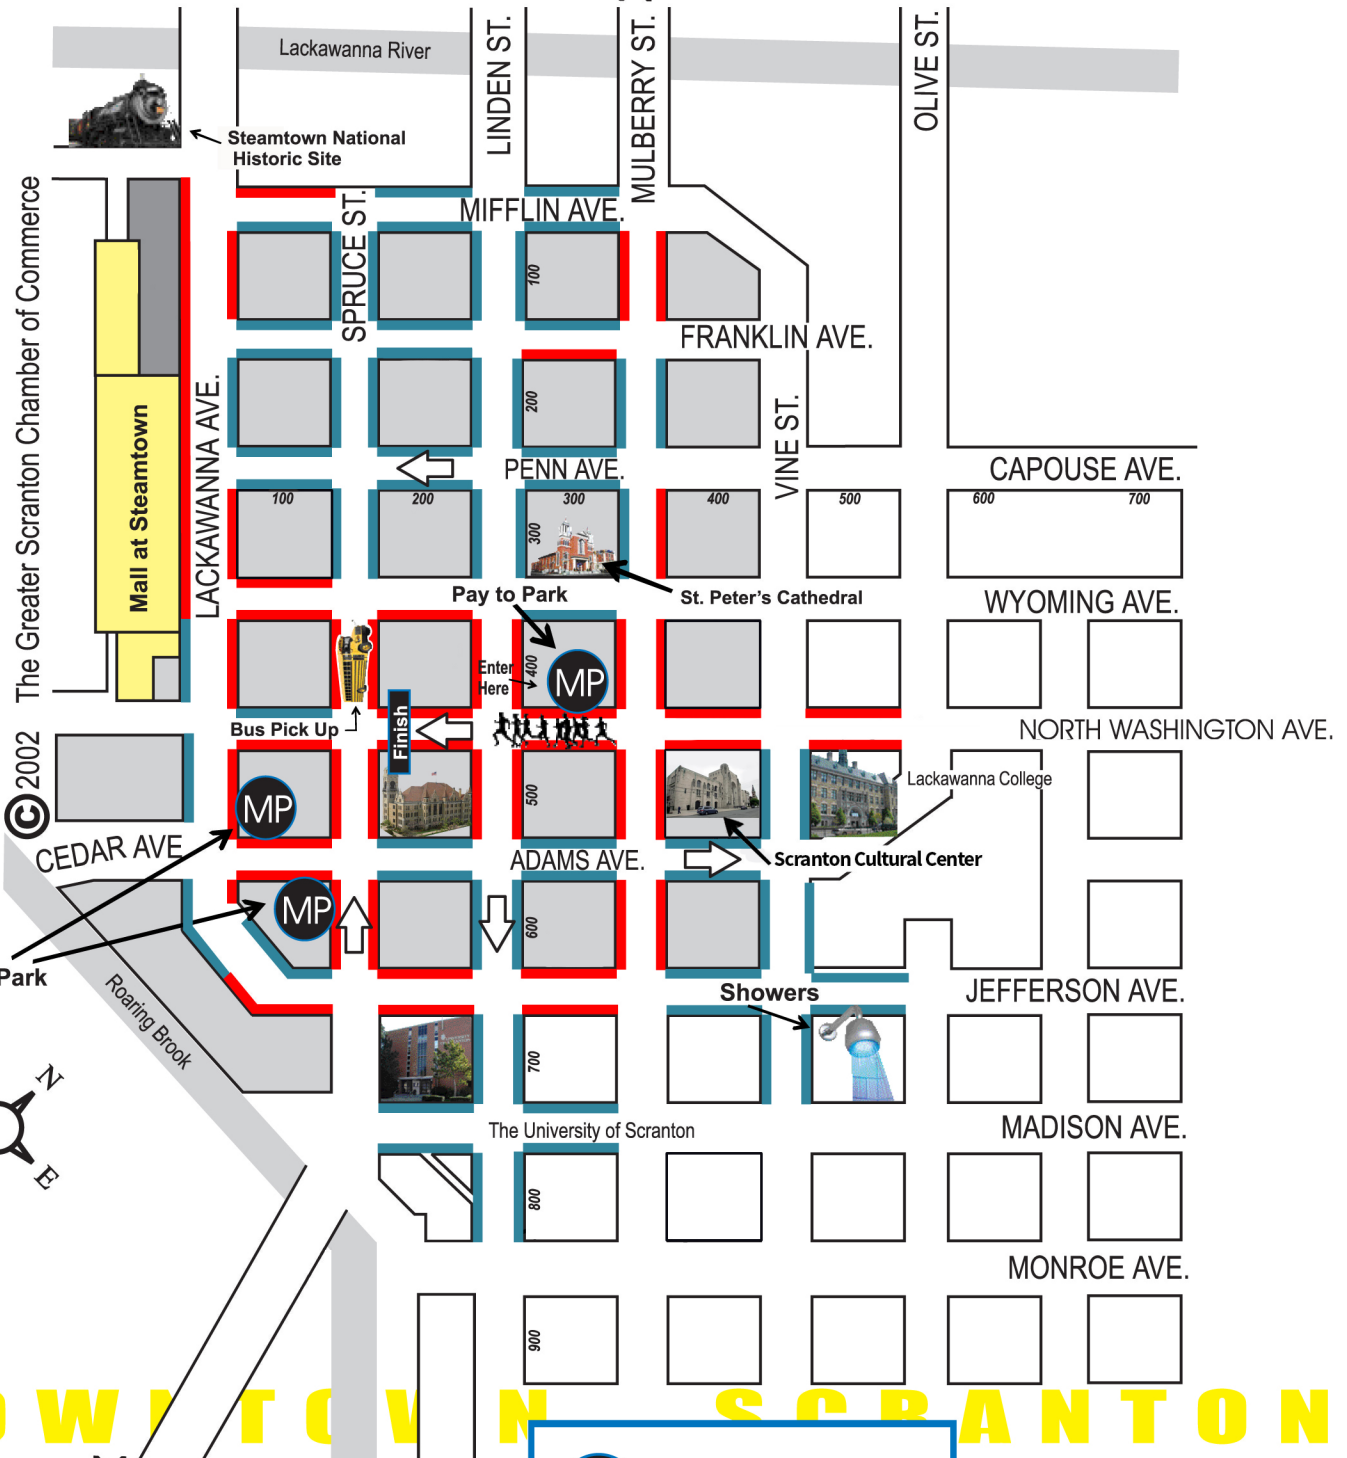 LINDEN ST.
MULBERRY ST.
OLIVE ST.
Lackawanna River
Steamtown National
Historic Site
The Greater Scranton Chamber of Commerce
© 2002
MIFFLIN AVE.
SPRUCE ST.
100
FRANKLIN AVE.
200
LACKAWANNA AVE.
Mall at Steamtown
VINE ST.
PENN AVE.
CAPOUSE AVE.
100
200
300
400
500
600
700
300
Pay to Park
St. Peter's Cathedral
WYOMING AVE.
Enter
Here
400
MP
Bus Pick Up
Finish
NORTH WASHINGTON AVE.
MP
500
Lackawanna College
CEDAR AVE
ADAMS AVE.
Scranton Cultural Center
MP
600
Park
Roaring Brook
Showers
JEFFERSON AVE.
700
N
E
The University of Scranton
MADISON AVE.
800
MONROE AVE.
900
OWNTOWN SCRANTON